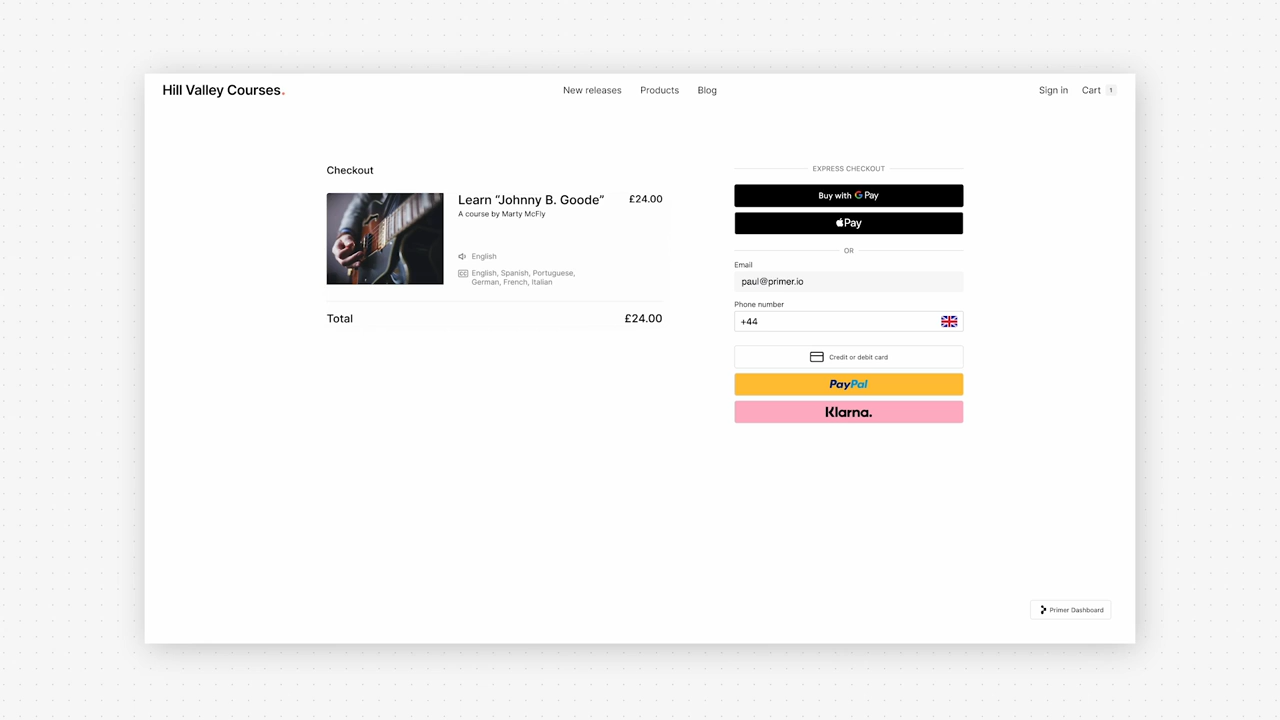 Hill Valley Courses.
New releases
Products
Blog
Sign in
Cart
1
Checkout
Learn “Johnny B. Goode”
£24.00
A course by Marty McFly
English
CC
English, Spanish, Portuguese,
German, French, Italian
Total
£24.00
EXPRESS CHECKOUT
Buy with G Pay
Pay
OR
Email
paul@primer.io
Phone number
+44
Credit or debit card
PayPal
Klarna.
Primer Dashboard